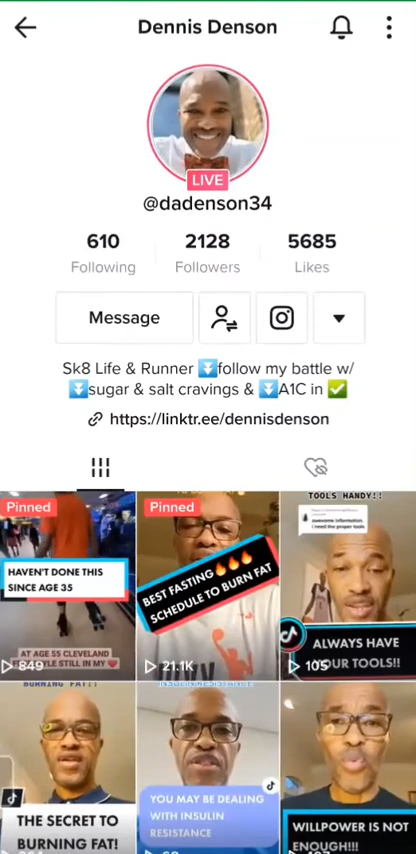 Dennis Denson
LIVE
@dadenson34
610
2128
5685
Following
Followers
Likes
Message
Sk8 Life & Runner ⏬follow my battle w/
⏬sugar & salt cravings & ⏬A1C in ✅
https://linktr.ee/dennisdenson
Pinned
HAVEN'T DONE THIS
SINCE AGE 35
AT AGE 55 CLEVELAND
STILL IN MY ❤
849
Pinned
BEST FASTING 🔥🔥🔥
SCHEDULE TO BURN FAT
21.1K
TOOLS HANDY!!
awesome information.
i need the proper tools
ALWAYS HAVE
YOUR TOOLS!!
105
BURNING FAT!!
THE SECRET TO
BURNING FAT!
INSULINRESISTANCE
YOU MAY BE DEALING
WITH INSULIN
RESISTANCE
WILLPOWER IS NOT
ENOUGH!!!